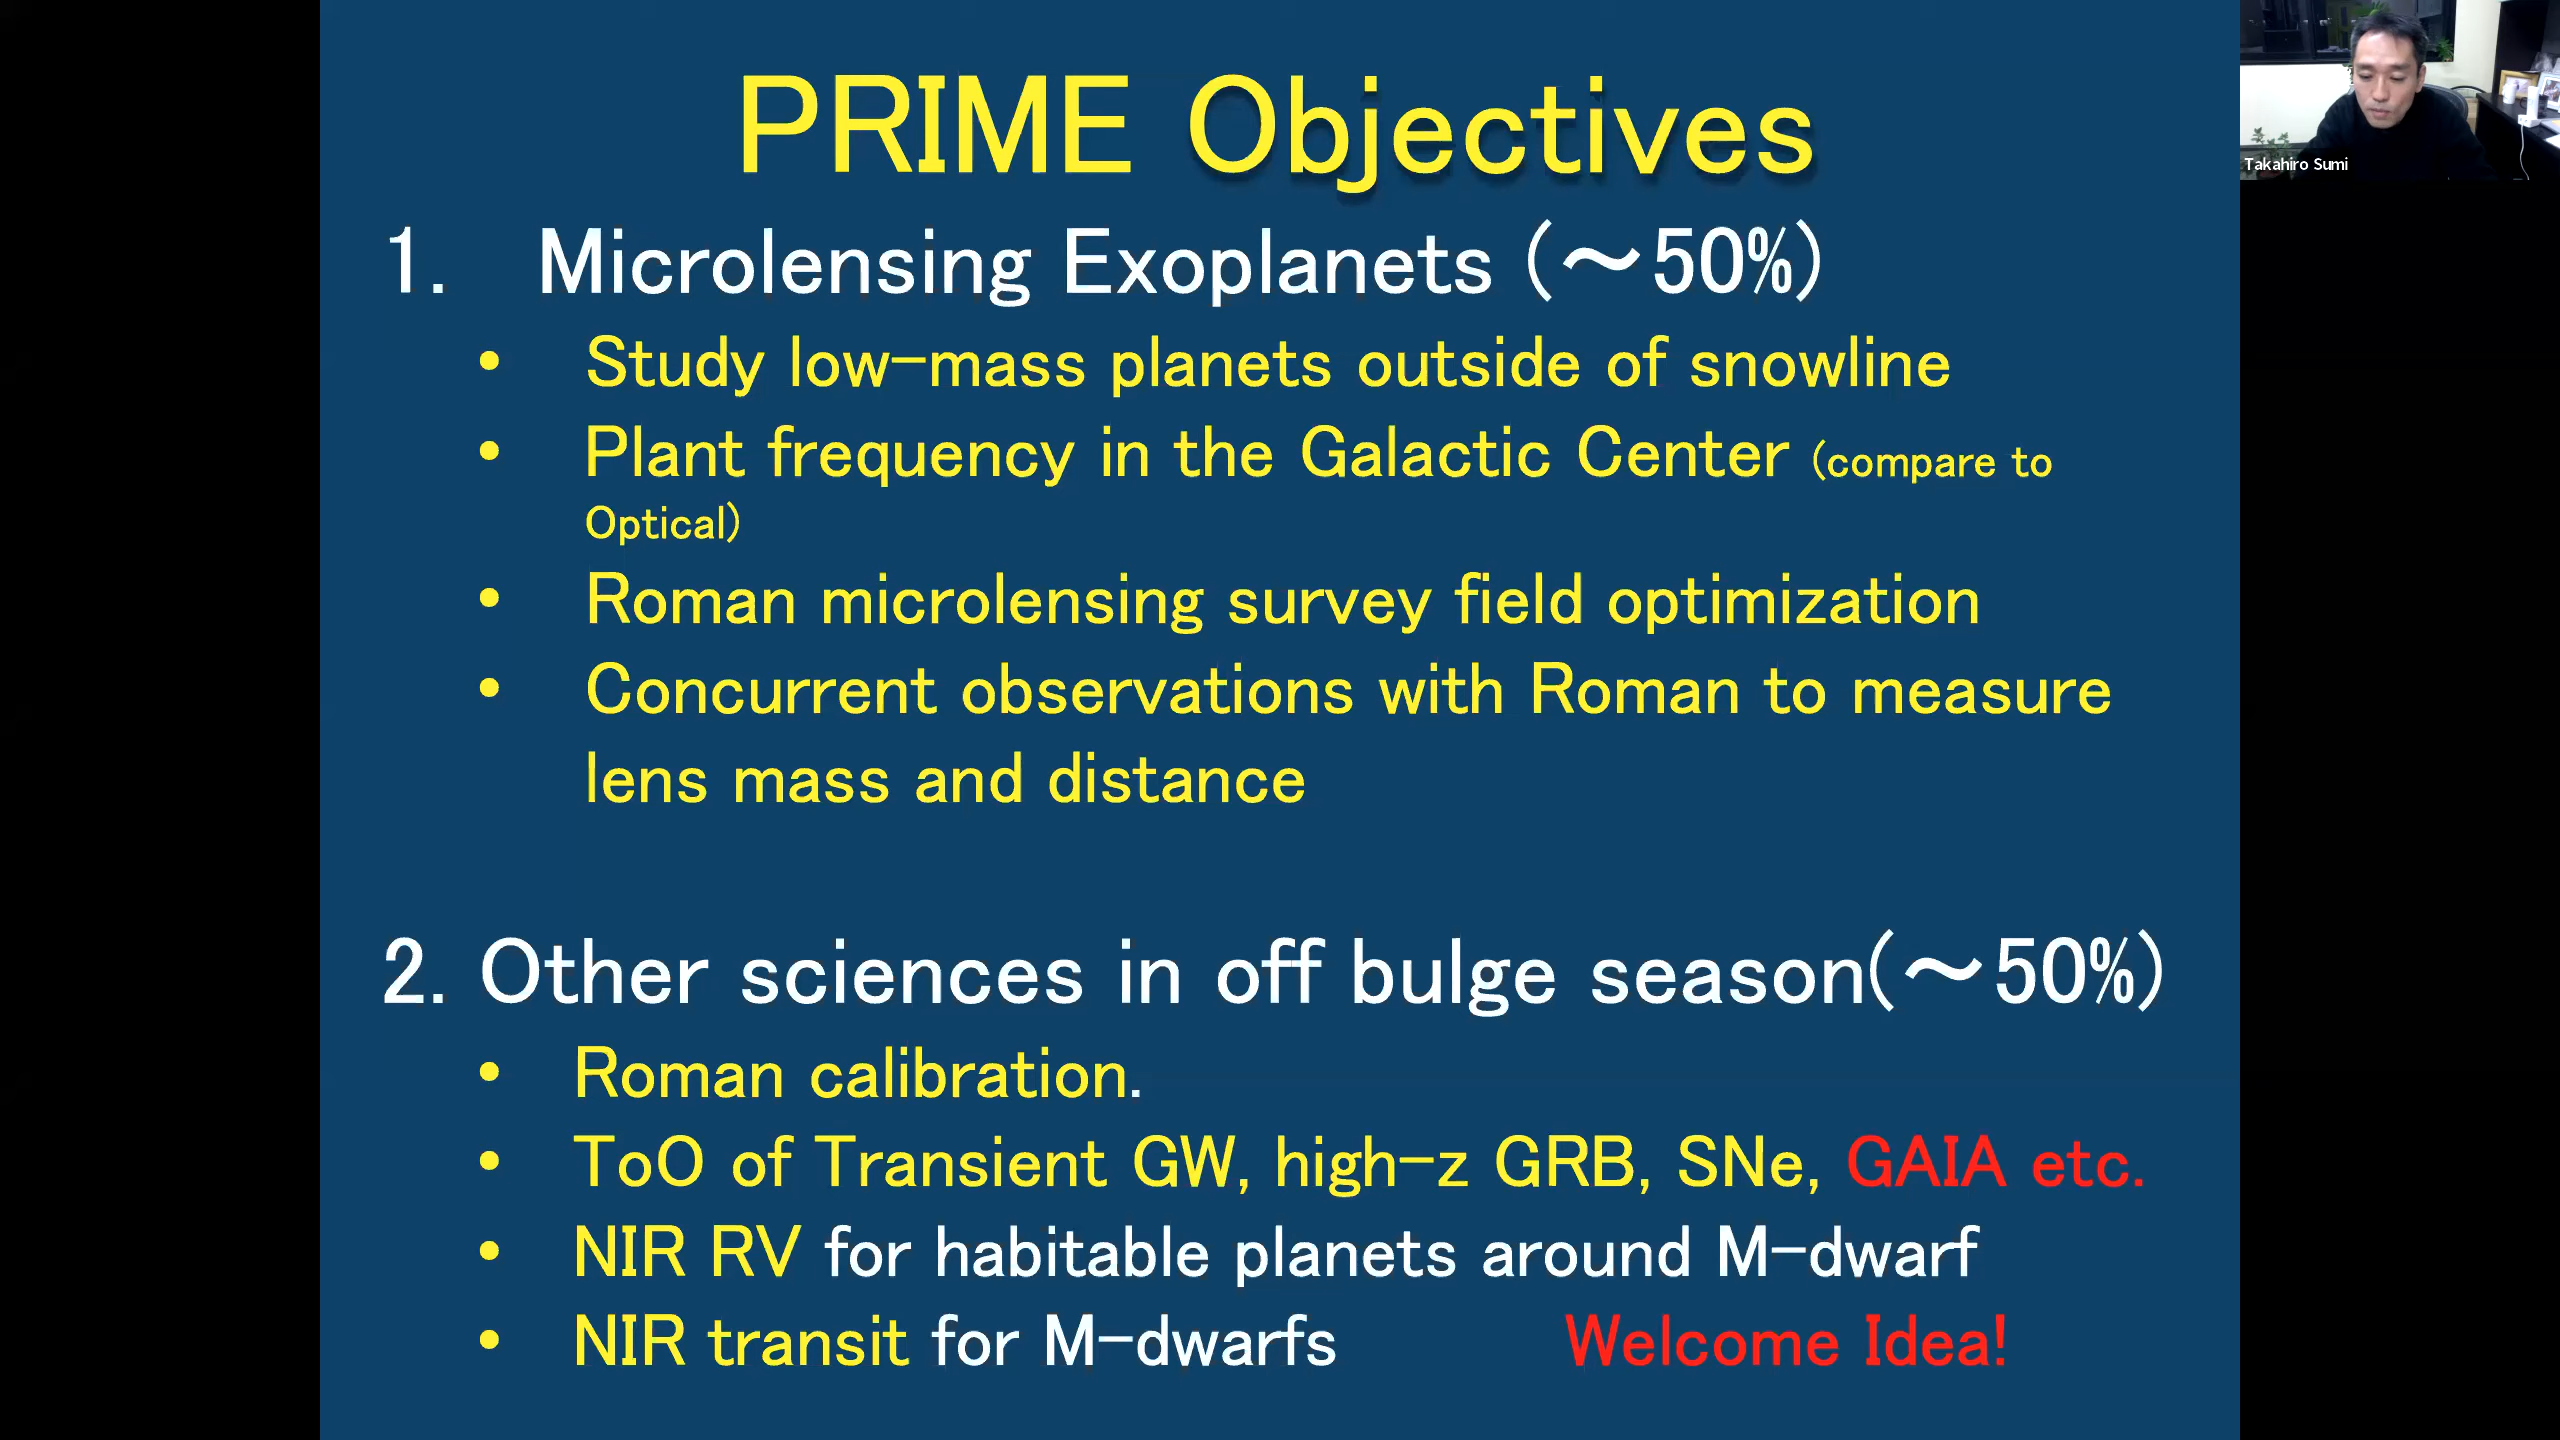 PRIME Objectives
Takahiro Sumi
1. Microlensing Exoplanets (～50%)
• Study low-mass planets outside of snowline
• Plant frequency in the Galactic Center (compare to
Optical)
• Roman microlensing survey field optimization
• Concurrent observations with Roman to measure
lens mass and distance
2. Other sciences in off bulge season(～50%)
• Roman calibration.
• ToO of Transient GW, high-z GRB, SNe, GAIA etc.
• NIR RV for habitable planets around M-dwarf
• NIR transit for M-dwarfs Welcome Idea!